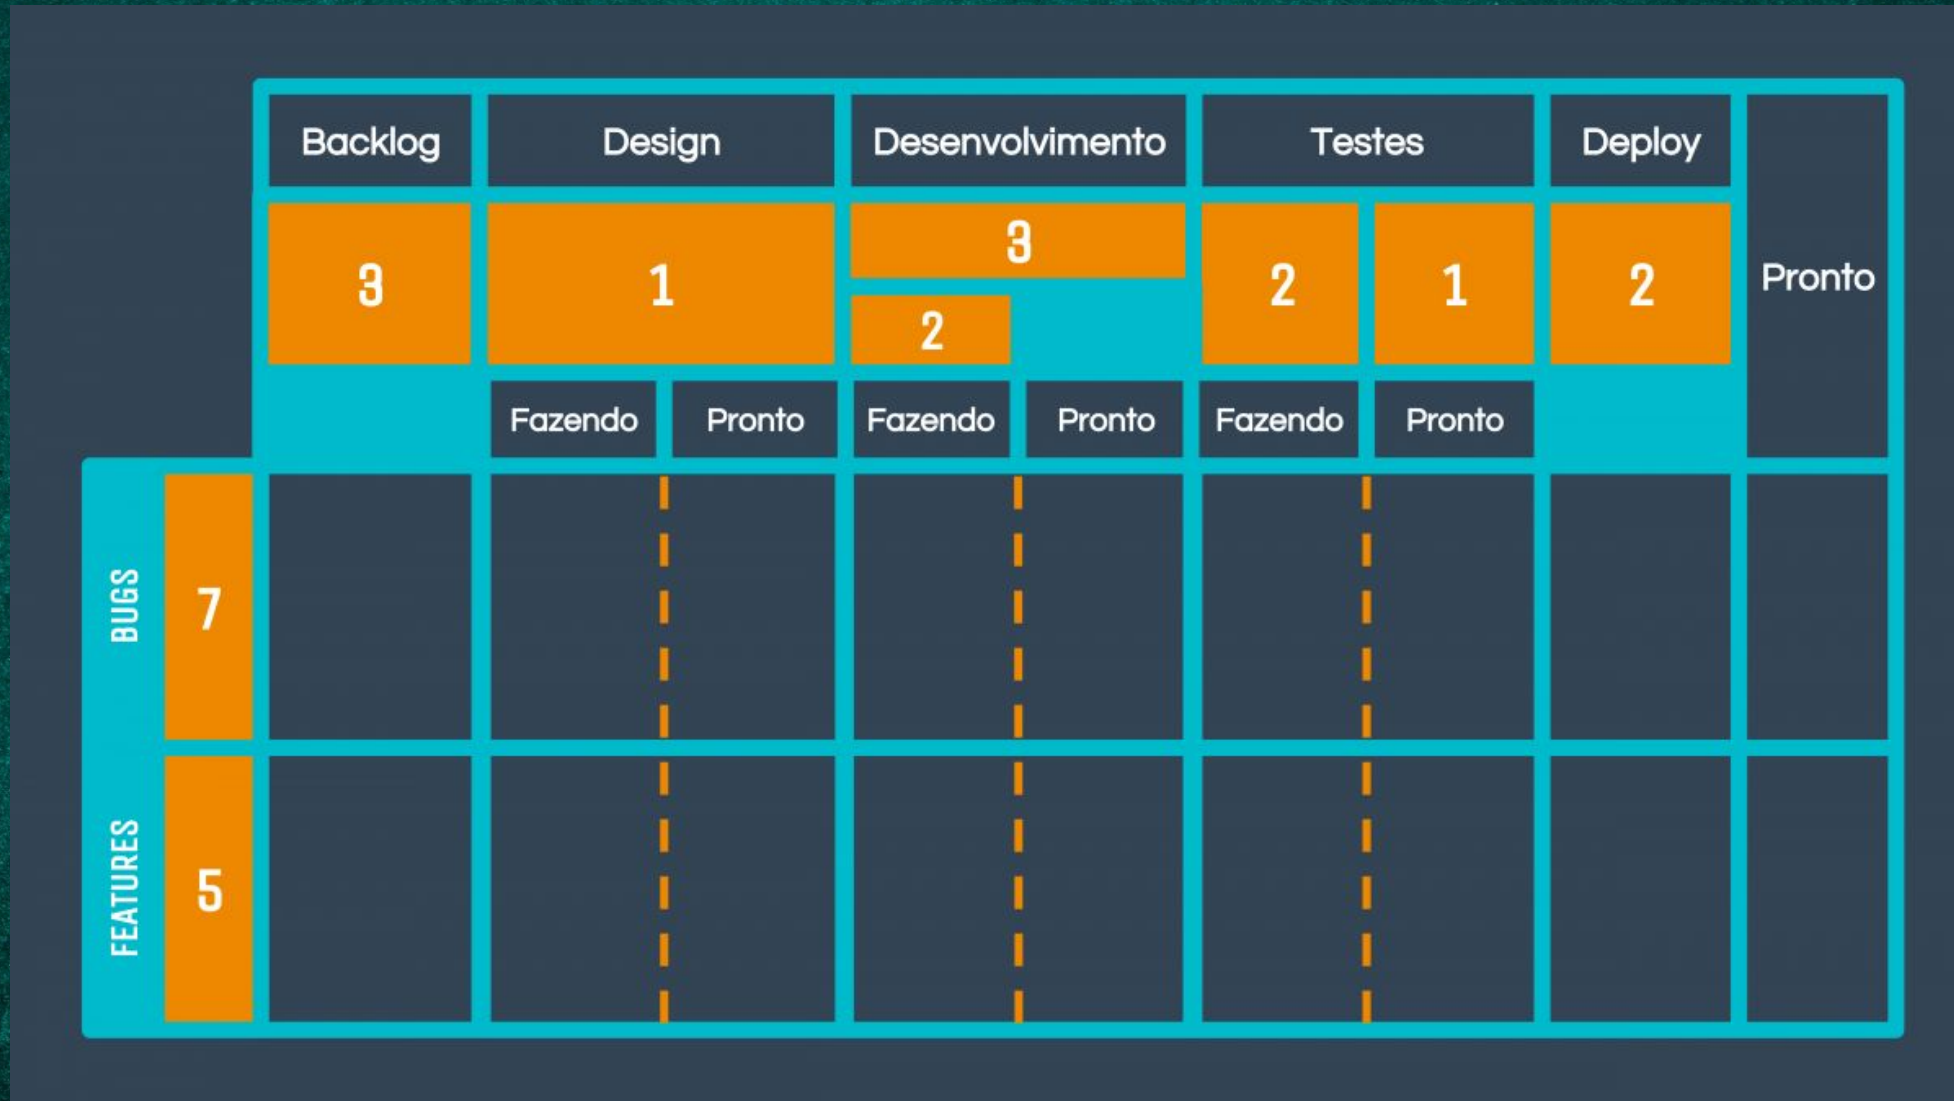 Backlog
Design
Desenvolvimento
Testes
Deploy
Pronto
3
1
3
2
2
1
2
Fazendo
Pronto
Fazendo
Pronto
Fazendo
Pronto
BUGS
7
FEATURES
5